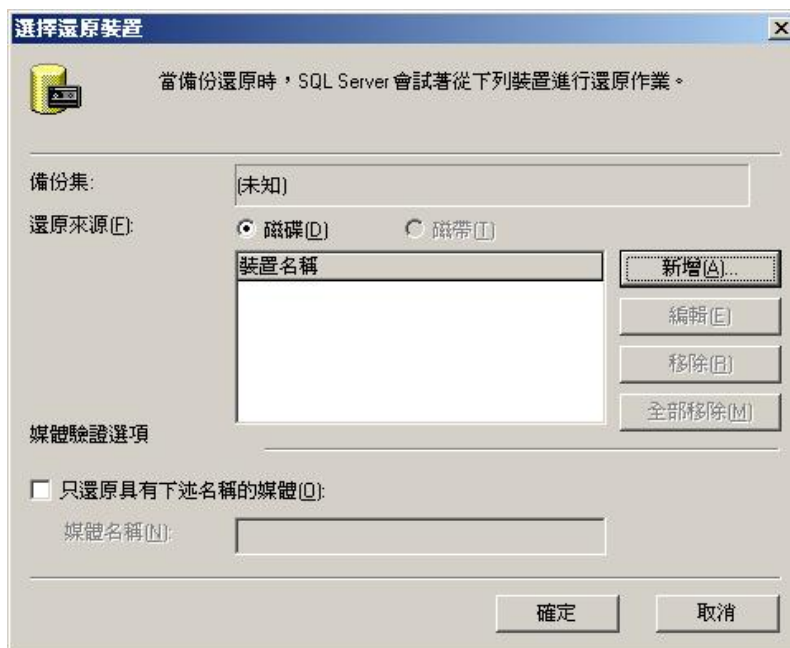 選擇還原裝置
當備份還原時，SQL Server 會試著從下列裝置進行還原作業。
備份集:
(未知)
還原來源(F):
磁碟(D)
磁帶(T)
裝置名稱
新增(A)...
編輯(E)
移除(R)
全部移除(M)
媒體驗證選項
只還原具有下述名稱的媒體(O):
媒體名稱(N):
確定
取消